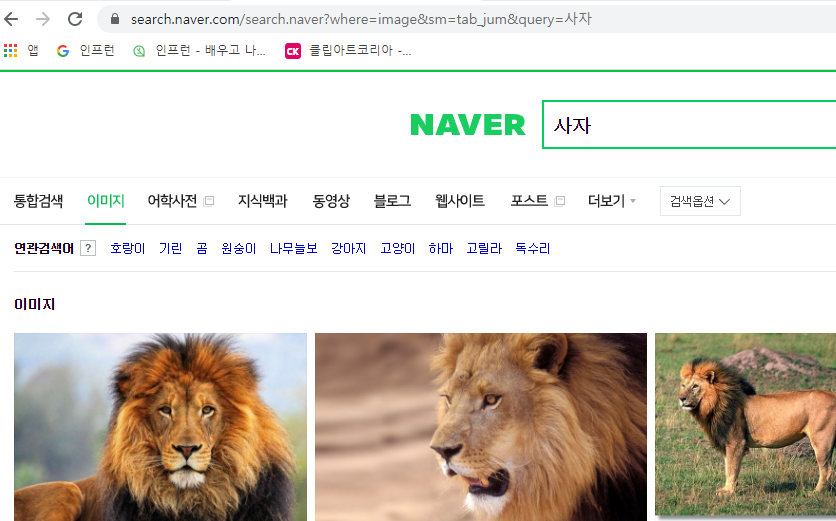 search.naver.com/search.naver?where=image&sm=tab_jum&query=사자
앱 인프런 인프런 - 배우고 나... CK 클립아트코리아 -...
NAVER 사자
통합검색 이미지 어학사전 지식백과 동영상 블로그 웹사이트 포스트 더보기 검색옵션
연관검색어 ? 호랑이 기린 곰 원숭이 나무늘보 강아지 고양이 하마 고릴라 독수리
이미지